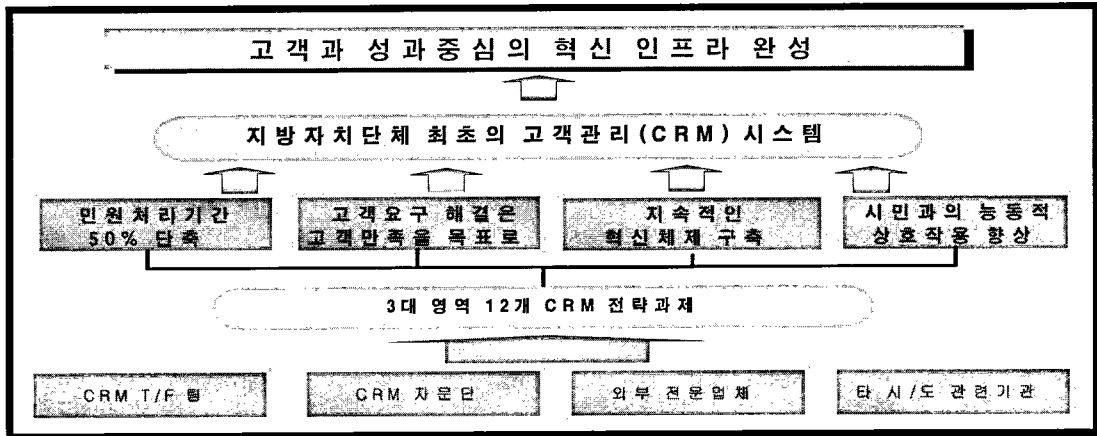 고객과 성과중심의 혁신 인프라 완성
지방자치단체 최초의 고객관리(CRM) 시스템
민원처리기간
50% 단축
고객요구 해결은
고객만족을 목표로
지속적인
혁신체제 구축
시민과의 능동적
상호작용 향상
3대 영역 12개 CRM 전략과제
CRM T/F팀
CRM 자문단
외부 전문업체
타 시/도 관련기관